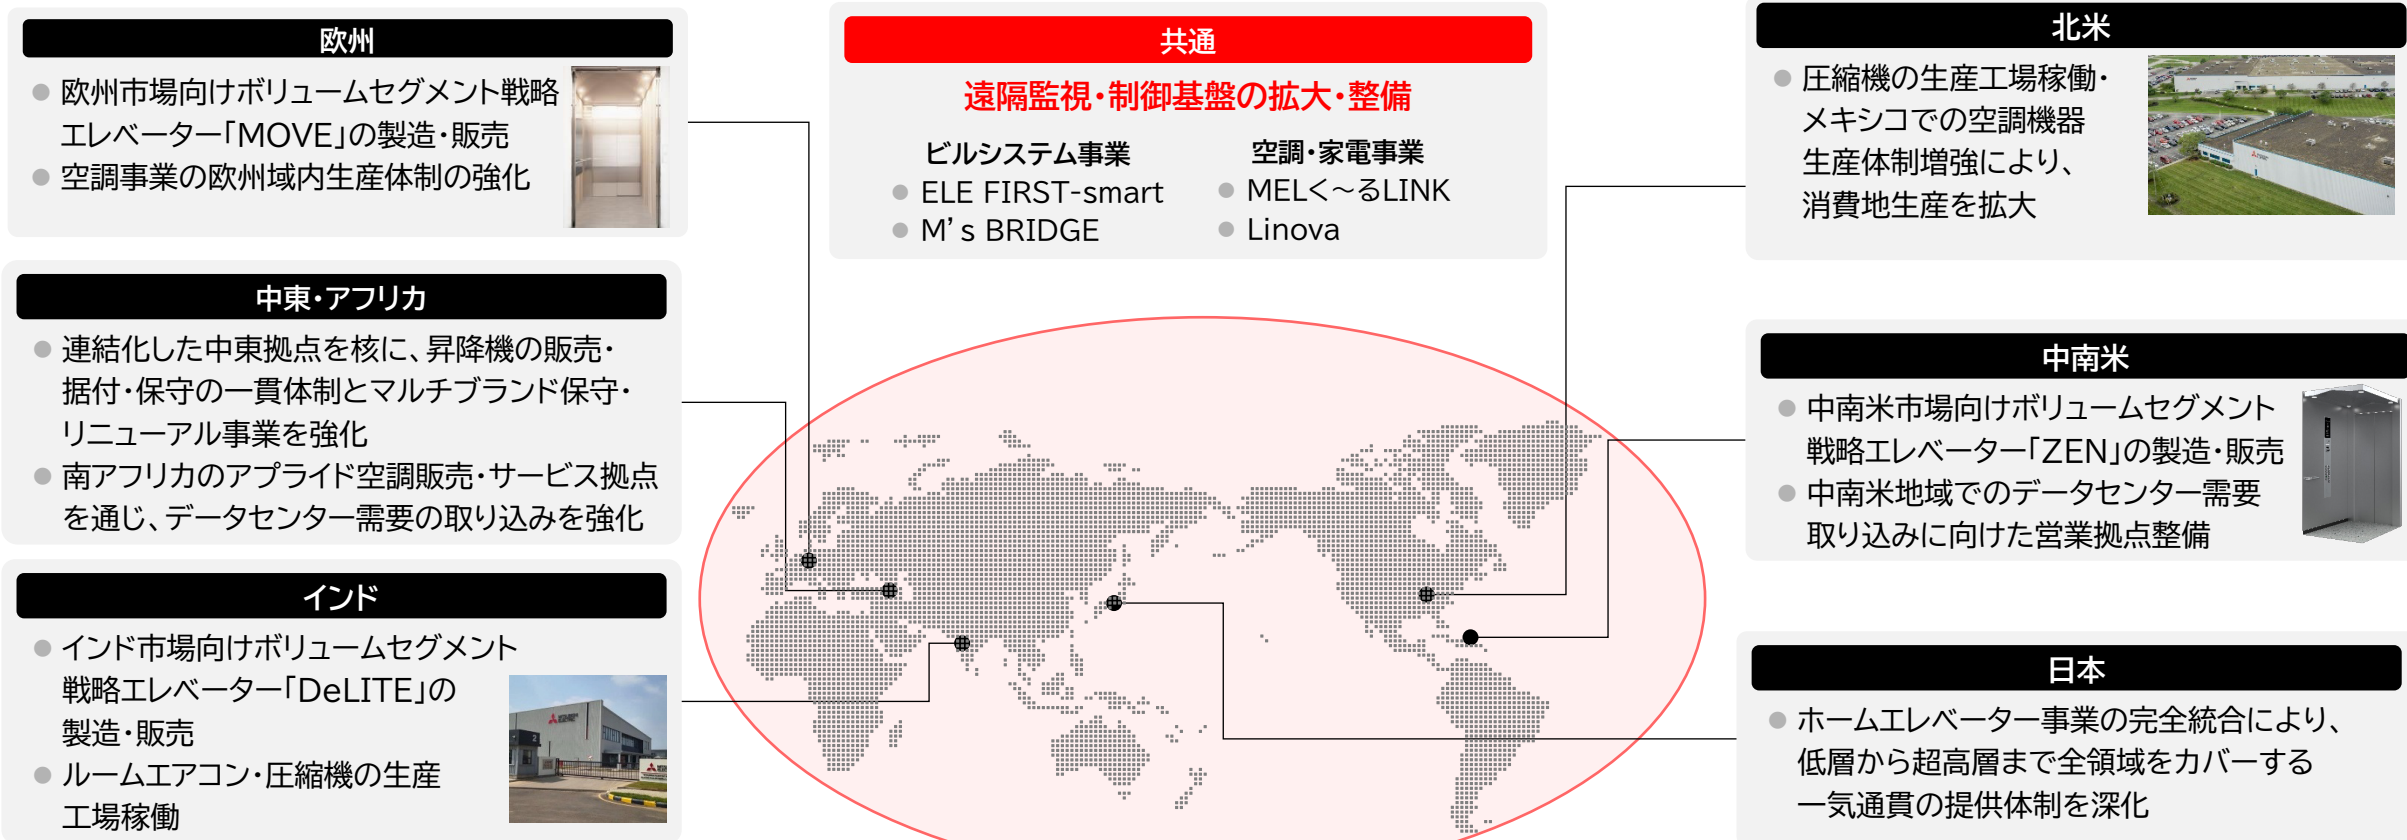 欧州
● 欧州市場向けボリュームセグメント戦略
エレベーター「MOVE」の製造・販売
● 空調事業の欧州域内生産体制の強化
中東・アフリカ
● 連結化した中東拠点を核に、昇降機の販売・
据付・保守の一貫体制とマルチブランド保守・
リニューアル事業を強化
● 南アフリカのアプライド空調販売・サービス拠点
を通じ、データセンター需要の取り込みを強化
インド
● インド市場向けボリュームセグメント
戦略エレベーター「DeLITE」の
製造・販売
● ルームエアコン・圧縮機の生産
工場稼働
共通
遠隔監視・制御基盤の拡大・整備
ビルシステム事業
● ELE FIRST-smart
● M’s BRIDGE
空調・家電事業
● MELく〜るLINK
● Linova
北米
● 圧縮機の生産工場稼働・
メキシコでの空調機器
生産体制増強により、
消費地生産を拡大
中南米
● 中南米市場向けボリュームセグメント
戦略エレベーター「ZEN」の製造・販売
● 中南米地域でのデータセンター需要
取り込みに向けた営業拠点整備
日本
● ホームエレベーター事業の完全統合により、
低層から超高層まで全領域をカバーする
一気通貫の提供体制を深化